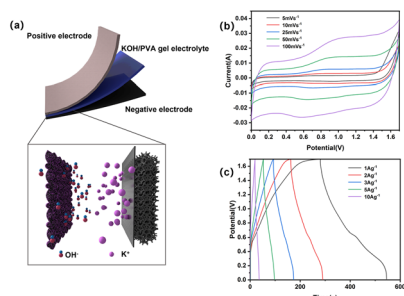 (a)
Positive electrode
KOH/PVA gel electrolyte
Negative electrode
OH⁻
K⁺
(b)
Current(A)
0.04
0.03
0.02
0.01
0.00
-0.01
-0.02
-0.03
5mVs⁻¹
10mVs⁻¹
25mVs⁻¹
50mVs⁻¹
100mVs⁻¹
0.0 0.2 0.4 0.6 0.8 1.0 1.2 1.4 1.6
Potential(V)
(c)
Potential(V)
1.6
1.4
1.2
1.0
0.8
0.6
0.4
0.2
0.0
1Ag⁻¹
2Ag⁻¹
3Ag⁻¹
5Ag⁻¹
10Ag⁻¹
0 200 400 600